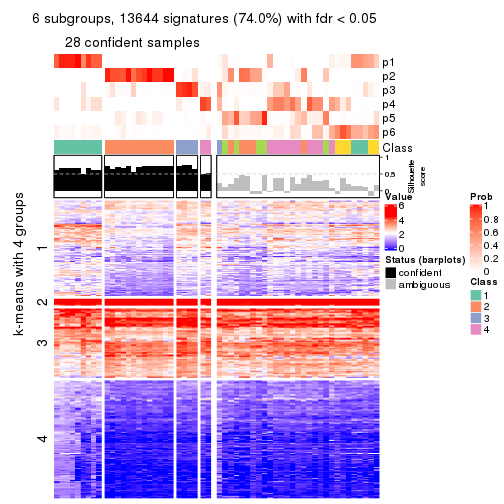 6 subgroups, 13644 signatures (74.0%) with fdr < 0.05
28 confident samples
p1
p2
p3
p4
p5
p6
Class
1
0.5
0
Silhouette
score
k-means with 4 groups
1
2
3
4
Value
6
4
2
0
Status (barplots)
confident
ambiguous
Prob
1
0.8
0.6
0.4
0.2
0
Class
1
2
3
4